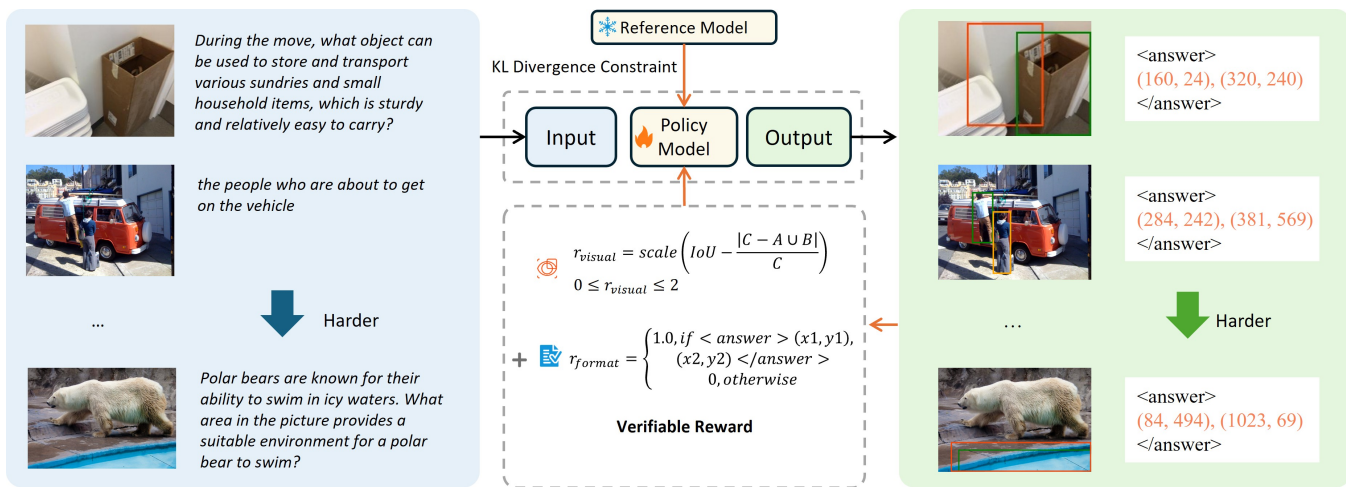 During the move, what object can
be used to store and transport
various sundries and small
household items, which is sturdy
and relatively easy to carry?
the people who are about to get
on the vehicle
...
Harder
Polar bears are known for their
ability to swim in icy waters. What
area in the picture provides a
suitable environment for a polar
bear to swim?
Reference Model
KL Divergence Constraint
Input
Policy
Model
Output
r_visual = scale(IoU − |C − A ∪ B| / C)
0 ≤ r_visual ≤ 2
+ r_format = {1.0, if < answer > (x1, y1),
(x2, y2) </answer >
0, otherwise
Verifiable Reward
<answer>
(160, 24), (320, 240)
</answer>
<answer>
(284, 242), (381, 569)
</answer>
...
Harder
<answer>
(84, 494), (1023, 69)
</answer>